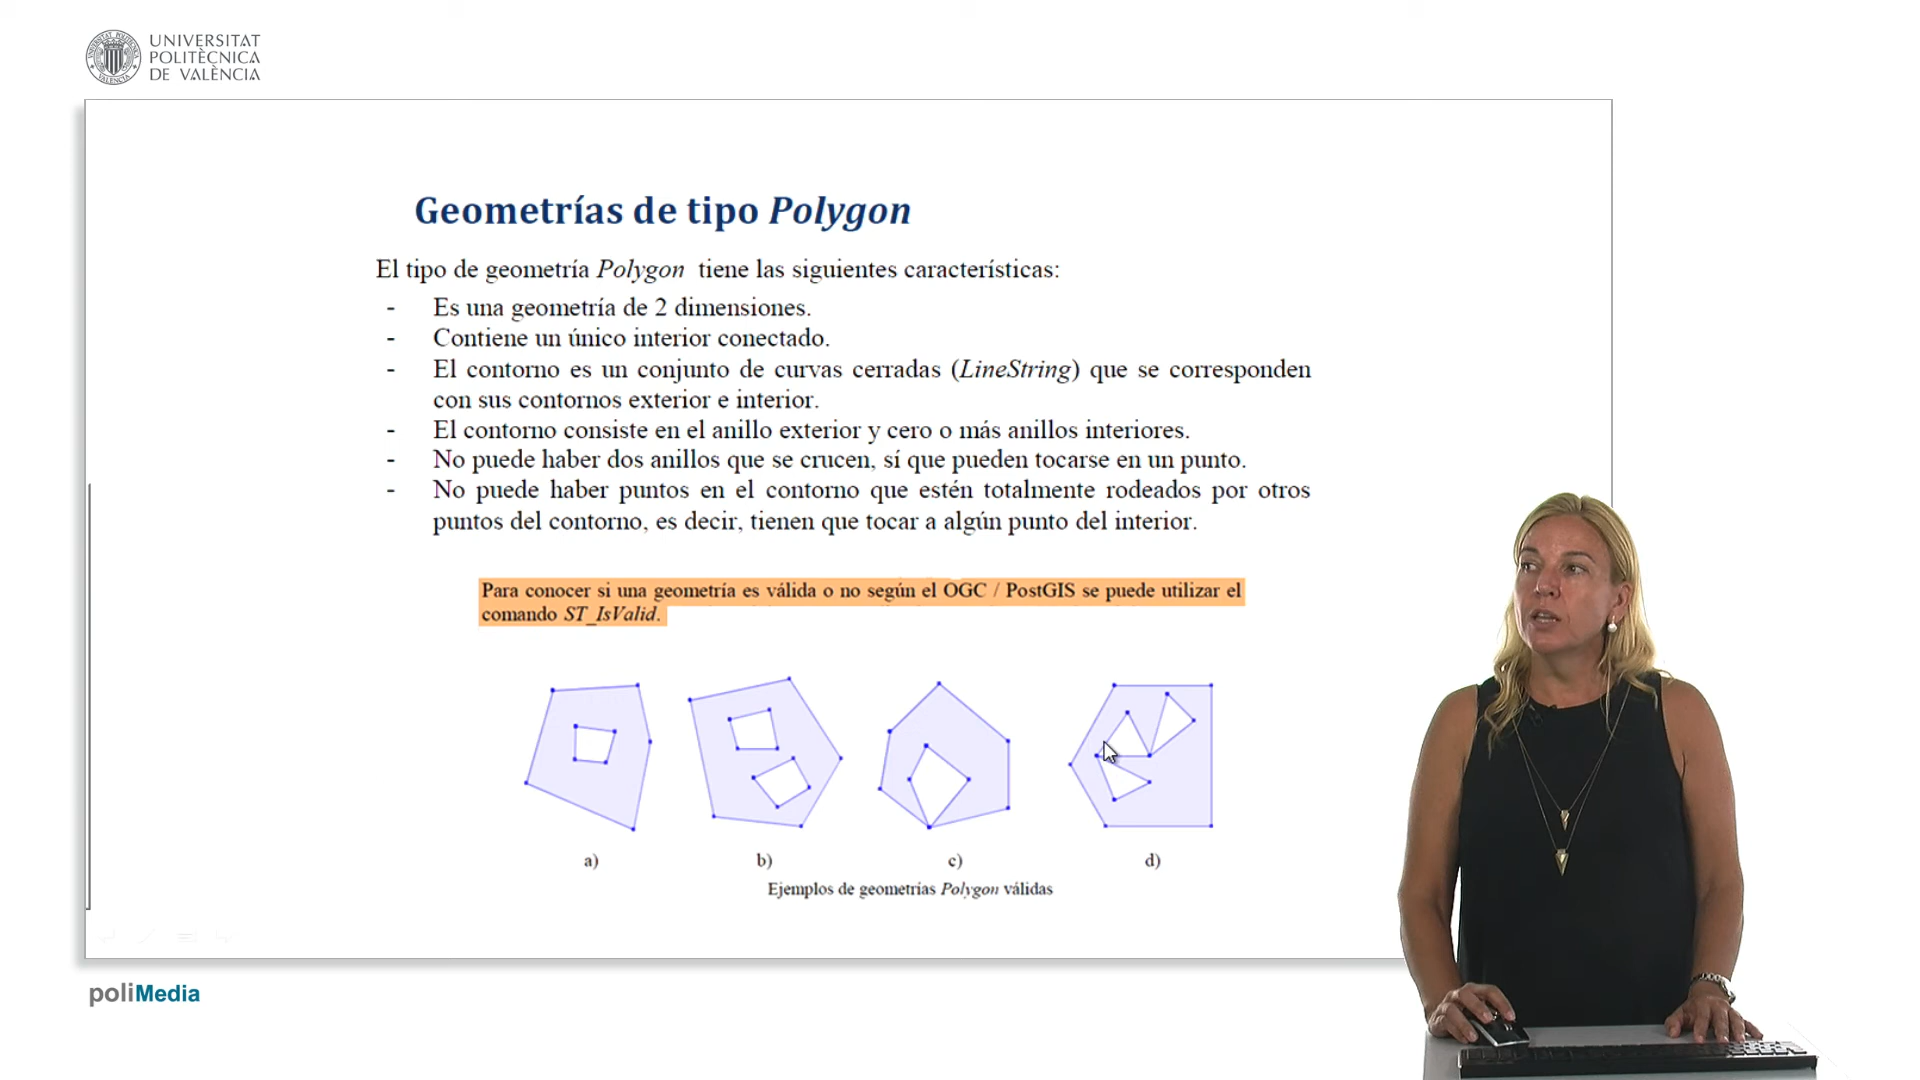 UNIVERSITAT
POLITÈCNICA
DE VALÈNCIA
Geometrías de tipo Polygon
El tipo de geometría Polygon tiene las siguientes características:
- Es una geometría de 2 dimensiones.
- Contiene un único interior conectado.
- El contorno es un conjunto de curvas cerradas (LineString) que se corresponden
con sus contornos exterior e interior.
- El contorno consiste en el anillo exterior y cero o más anillos interiores.
- No puede haber dos anillos que se crucen, sí que pueden tocarse en un punto.
- No puede haber puntos en el contorno que estén totalmente rodeados por otros
puntos del contorno, es decir, tienen que tocar a algún punto del interior.
Para conocer si una geometría es válida o no según el OGC / PostGIS se puede utilizar el
comando ST_IsValid.
a) b) c) d)
Ejemplos de geometrías Polygon válidas
poliMedia